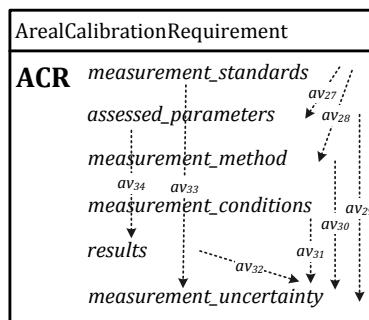 ArealCalibrationRequirement
ACR measurement_standards
av27
assessed_parameters
av28
measurement_method
av34 av33 av29
measurement_conditions av30
av31
results
av32
measurement_uncertainty